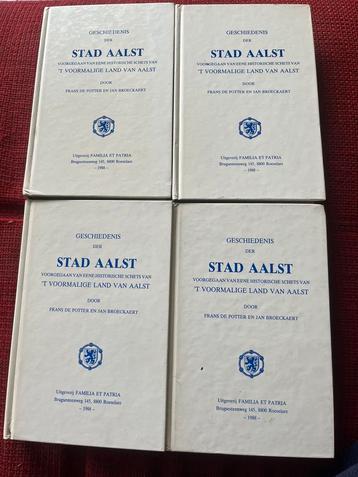 GESCHIEDENIS
DER
STAD AALST
VOORGEGAAN VAN EENE HISTORISCHE SCHETS VAN
'T VOORMALIGE LAND VAN AALST
DOOR
FRANS DE POTTER EN JAN BROECKAERT
Uitgeverij FAMILIA ET PATRIA
Brugsesteenweg 145, 8800 Roeselare
– 1988 –
GESCHIEDENIS
DER
STAD AALST
VOORGEGAAN VAN EENE HISTORISCHE SCHETS VAN
'T VOORMALIGE LAND VAN AALST
DOOR
FRANS DE POTTER EN JAN BROECKAERT
Uitgeverij FAMILIA ET PATRIA
Brugsesteenweg 145, 8800 Roeselare
– 1988 –
GESCHIEDENIS
DER
STAD AALST
VOORGEGAAN VAN EENE HISTORISCHE SCHETS VAN
'T VOORMALIGE LAND VAN AALST
DOOR
FRANS DE POTTER EN JAN BROECKAERT
Uitgeverij FAMILIA ET PATRIA
Brugsesteenweg 145, 8800 Roeselare
– 1988 –
GESCHIEDENIS
DER
STAD AALST
VOORGEGAAN VAN EENE HISTORISCHE SCHETS VAN
'T VOORMALIGE LAND VAN AALST
DOOR
FRANS DE POTTER EN JAN BROECKAERT
Uitgeverij FAMILIA ET PATRIA
Brugsesteenweg 145, 8800 Roeselare
– 1988 –